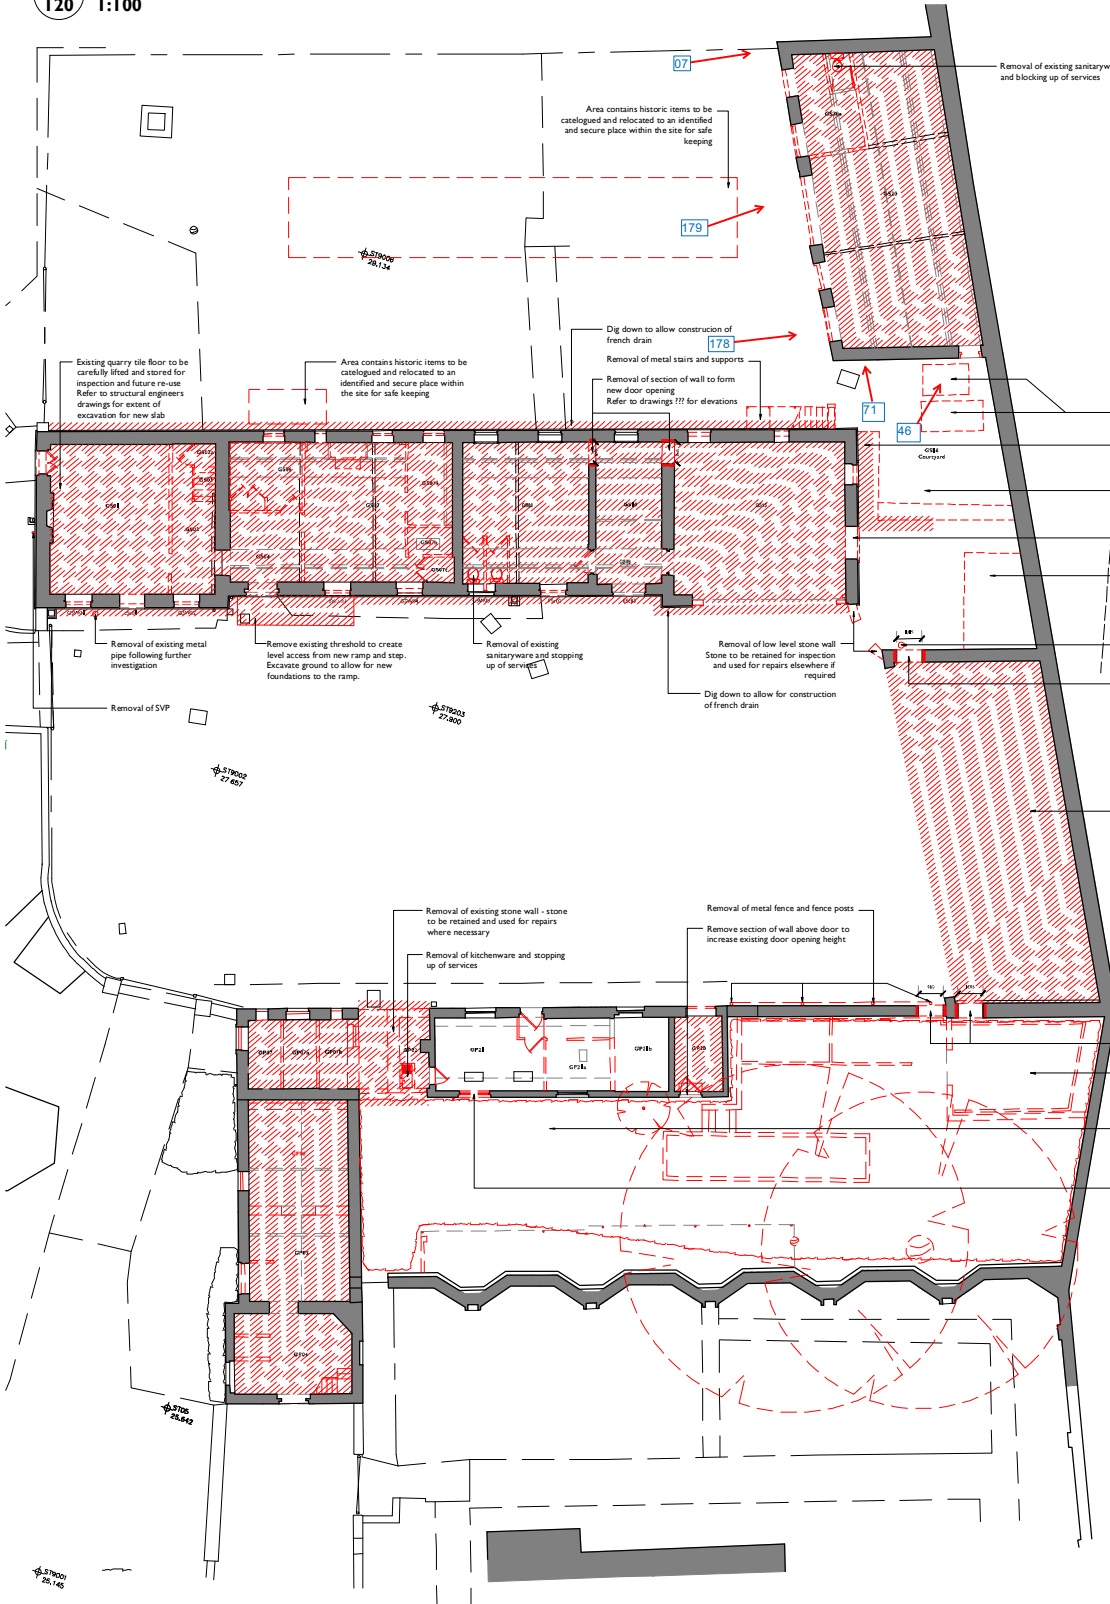 120 1:100
07
Removal of existing sanitaryw
and blocking up of services
Area contains historic items to be
catelogued and relocated to an identified
and secure place within the site for safe
keeping
179
ST9006
28.134
Dig down to allow construcion of
french drain
178
Removal of metal stairs and supports
Existing quarry tile floor to be
carefully lifted and stored for
inspection and future re-use
Refer to structural engineers
drawings for extent of
excavation for new slab
Area contains historic items to be
catelogued and relocated to an
identified and secure place within
the site for safe keeping
Removal of section of wall to form
new door opening
Refer to drawings ??? for elevations
71
46
Courtyard
Removal of existing metal
pipe following further
investigation
Remove existing threshold to create
level access from new ramp and step.
Excavate ground to allow for new
foundations to the ramp.
Removal of existing
sanitaryware and stopping
up of services
Removal of low level stone wall
Stone to be retained for inspection
and used for repairs elsewhere if
required
Dig down to allow for construction
of french drain
Removal of SVP
ST9203
27.900
ST9002
27.657
Removal of existing stone wall - stone
to be retained and used for repairs
where necessary
Removal of kitchenware and stopping
up of services
Removal of metal fence and fence posts
Remove section of wall above door to
increase existing door opening height
GP21
GP21a
GP21b
GP20
ST05
25.842
ST9001
25.145